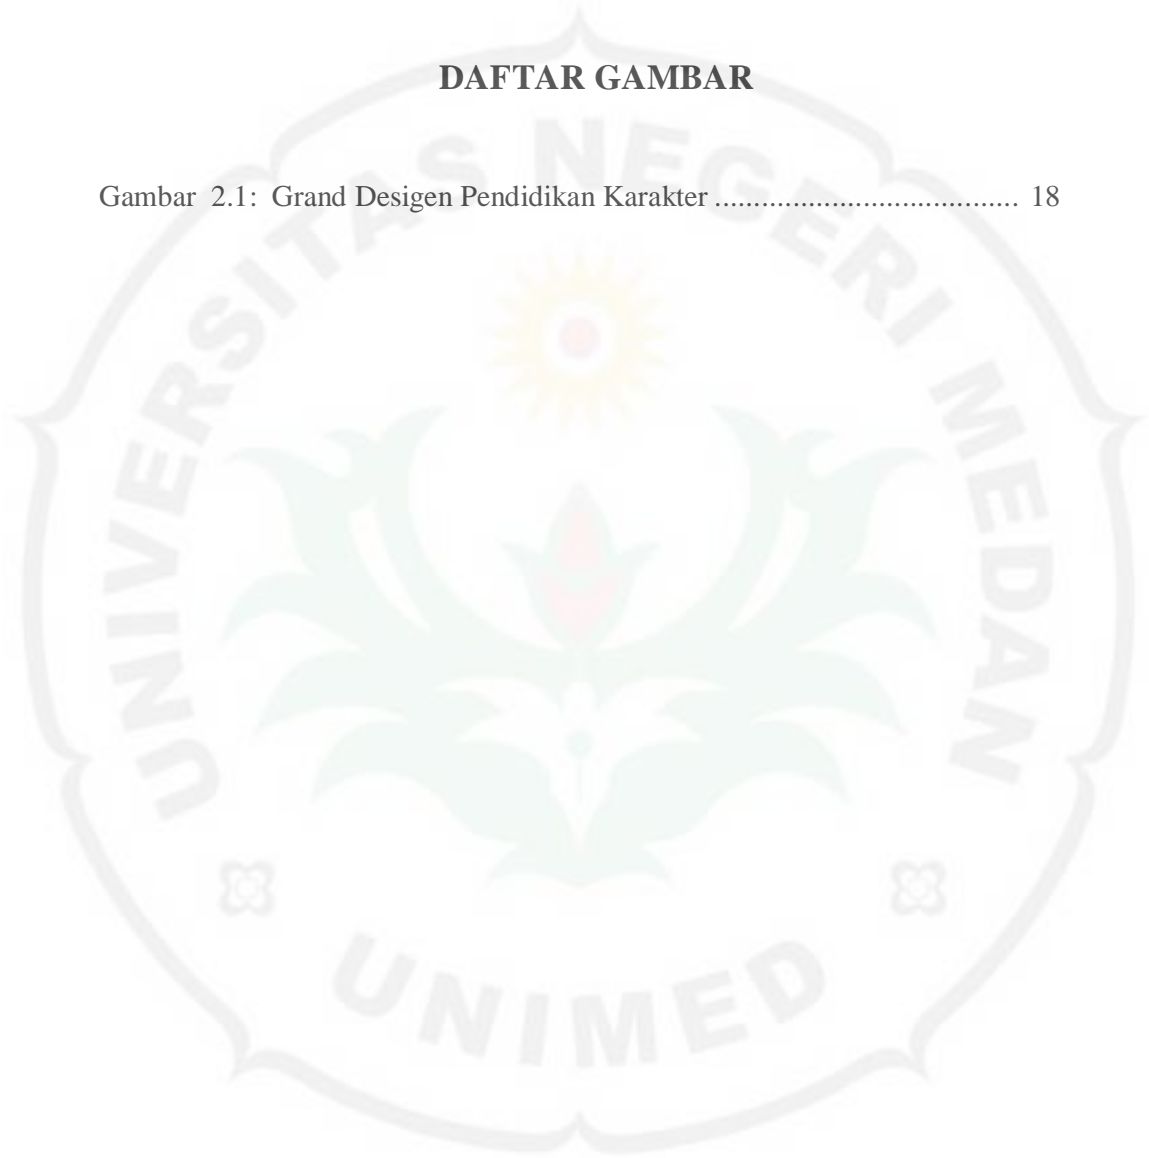 DAFTAR GAMBAR
Gambar 2.1: Grand Desigen Pendidikan Karakter ....................................... 18
UNIVERSITAS NEGERI MEDAN
UNIMED